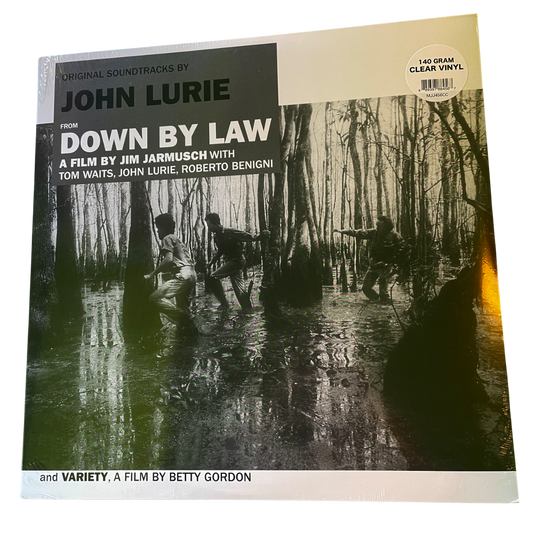 ORIGINAL SOUNDTRACKS BY
JOHN LURIE
FROM
DOWN BY LAW
A FILM BY JIM JARMUSCH WITH
TOM WAITS, JOHN LURIE, ROBERTO BENIGNI
140 GRAM
CLEAR VINYL
and VARIETY, A FILM BY BETTY GORDON